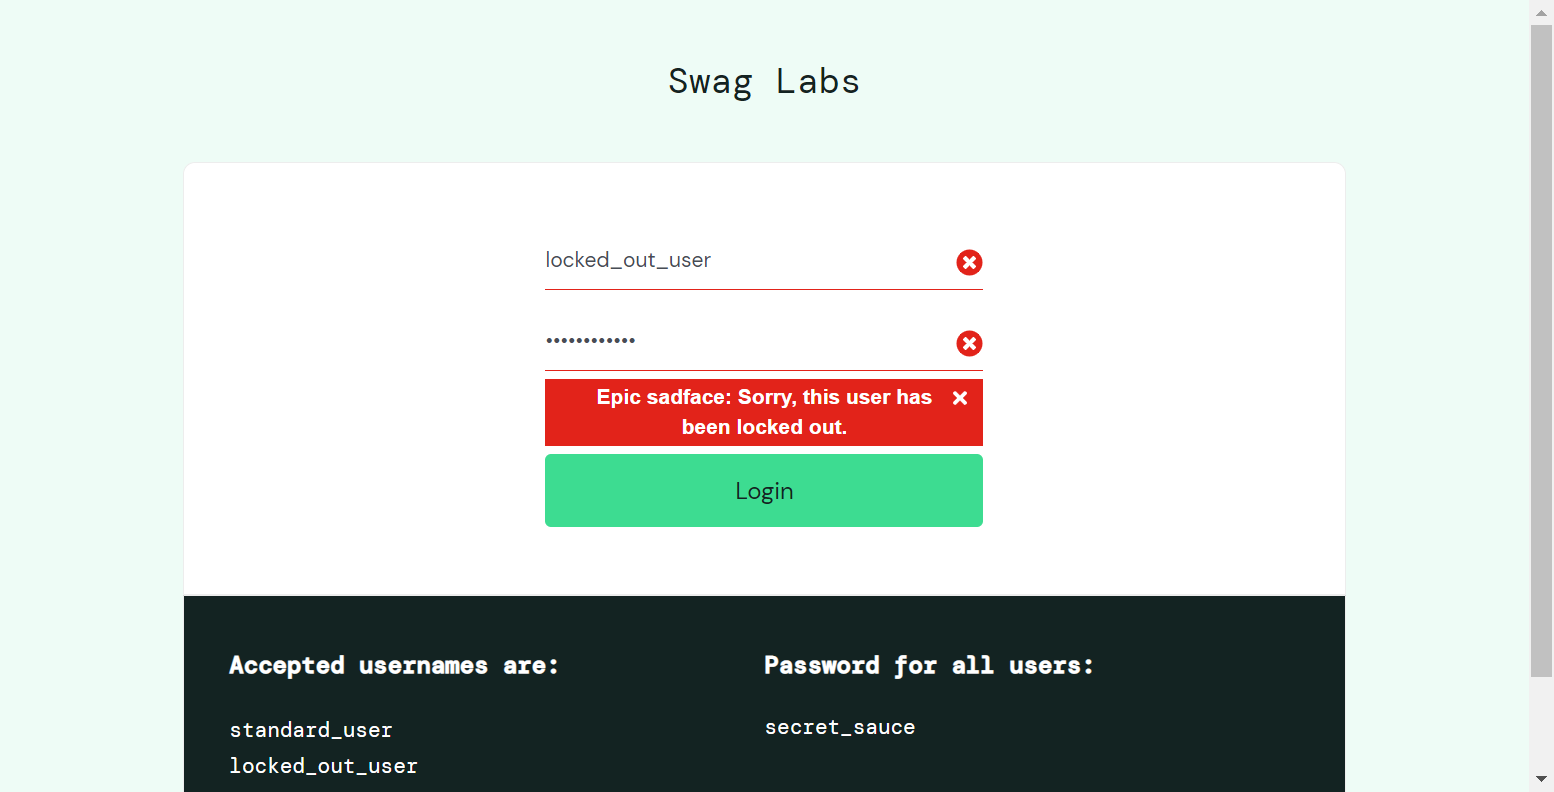 Swag Labs
locked_out_user
••••••••••••
Epic sadface: Sorry, this user has
been locked out.
Login
Accepted usernames are:
standard_user
locked_out_user
Password for all users:
secret_sauce